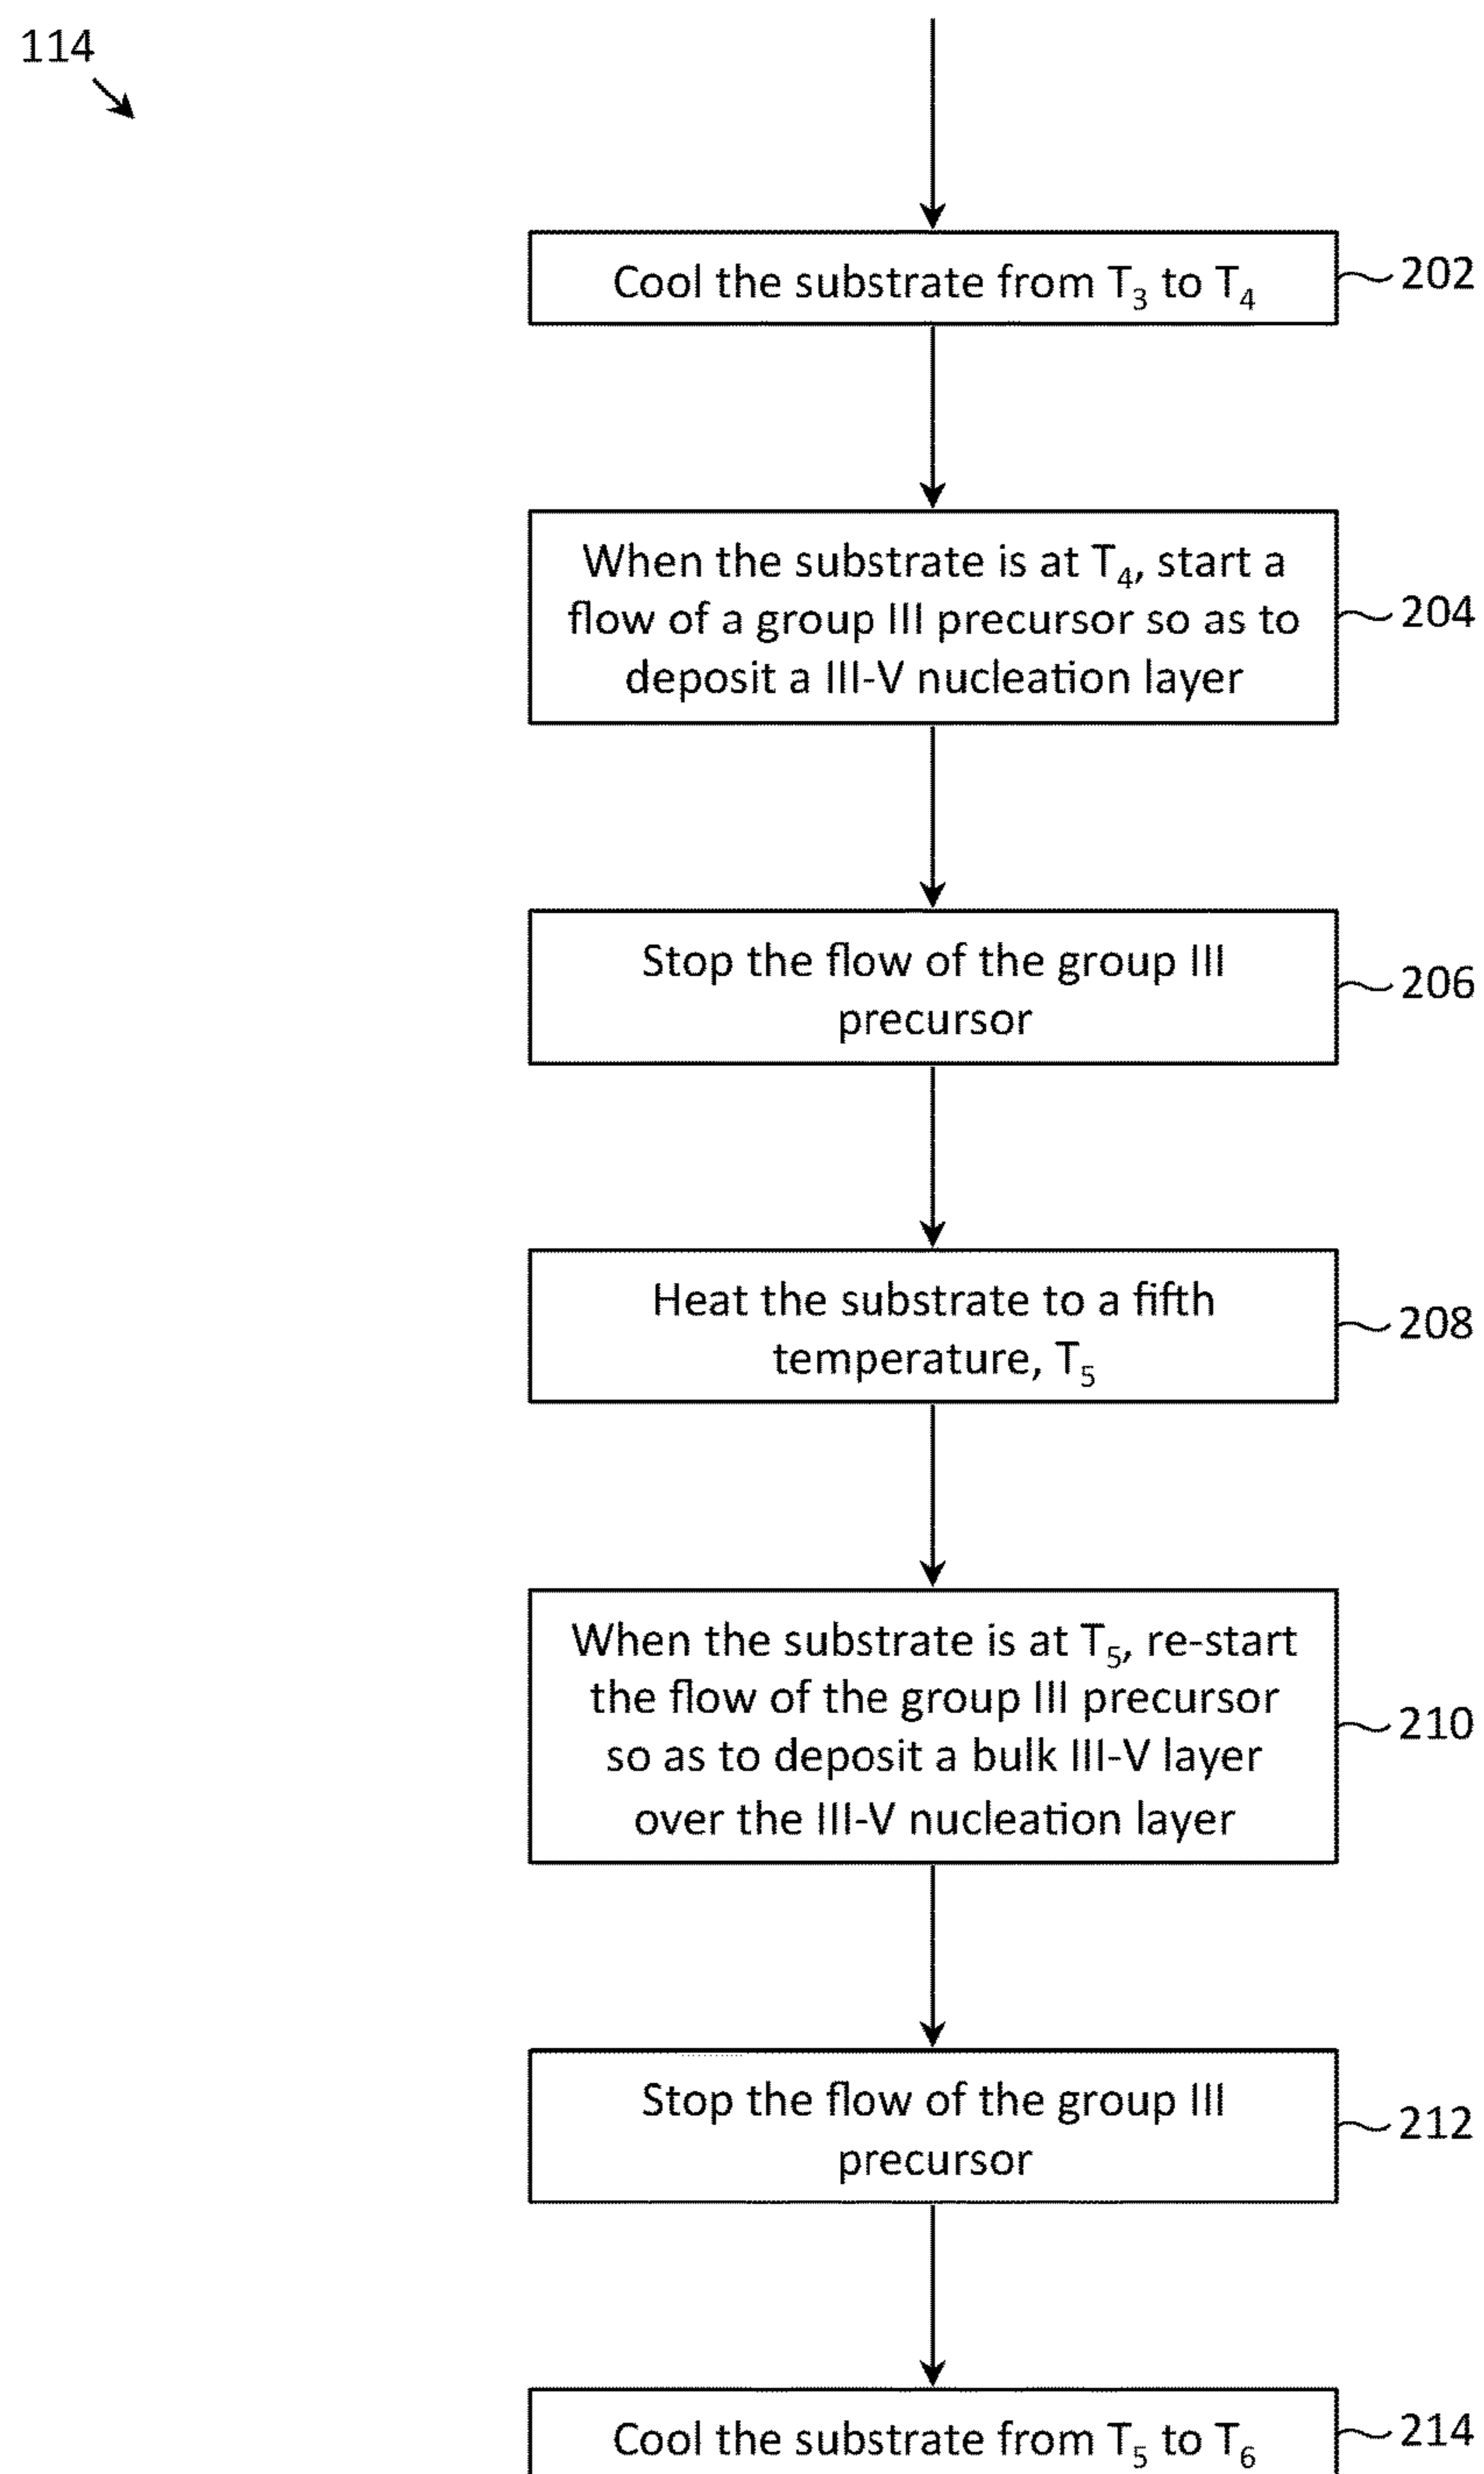 114
Cool the substrate from T₃ to T₄
202
When the substrate is at T₄, start a
flow of a group III precursor so as to
deposit a III-V nucleation layer
204
Stop the flow of the group III
precursor
206
Heat the substrate to a fifth
temperature, T₅
208
When the substrate is at T₅, re-start
the flow of the group III precursor
so as to deposit a bulk III-V layer
over the III-V nucleation layer
210
Stop the flow of the group III
precursor
212
Cool the substrate from T₅ to T₆
214